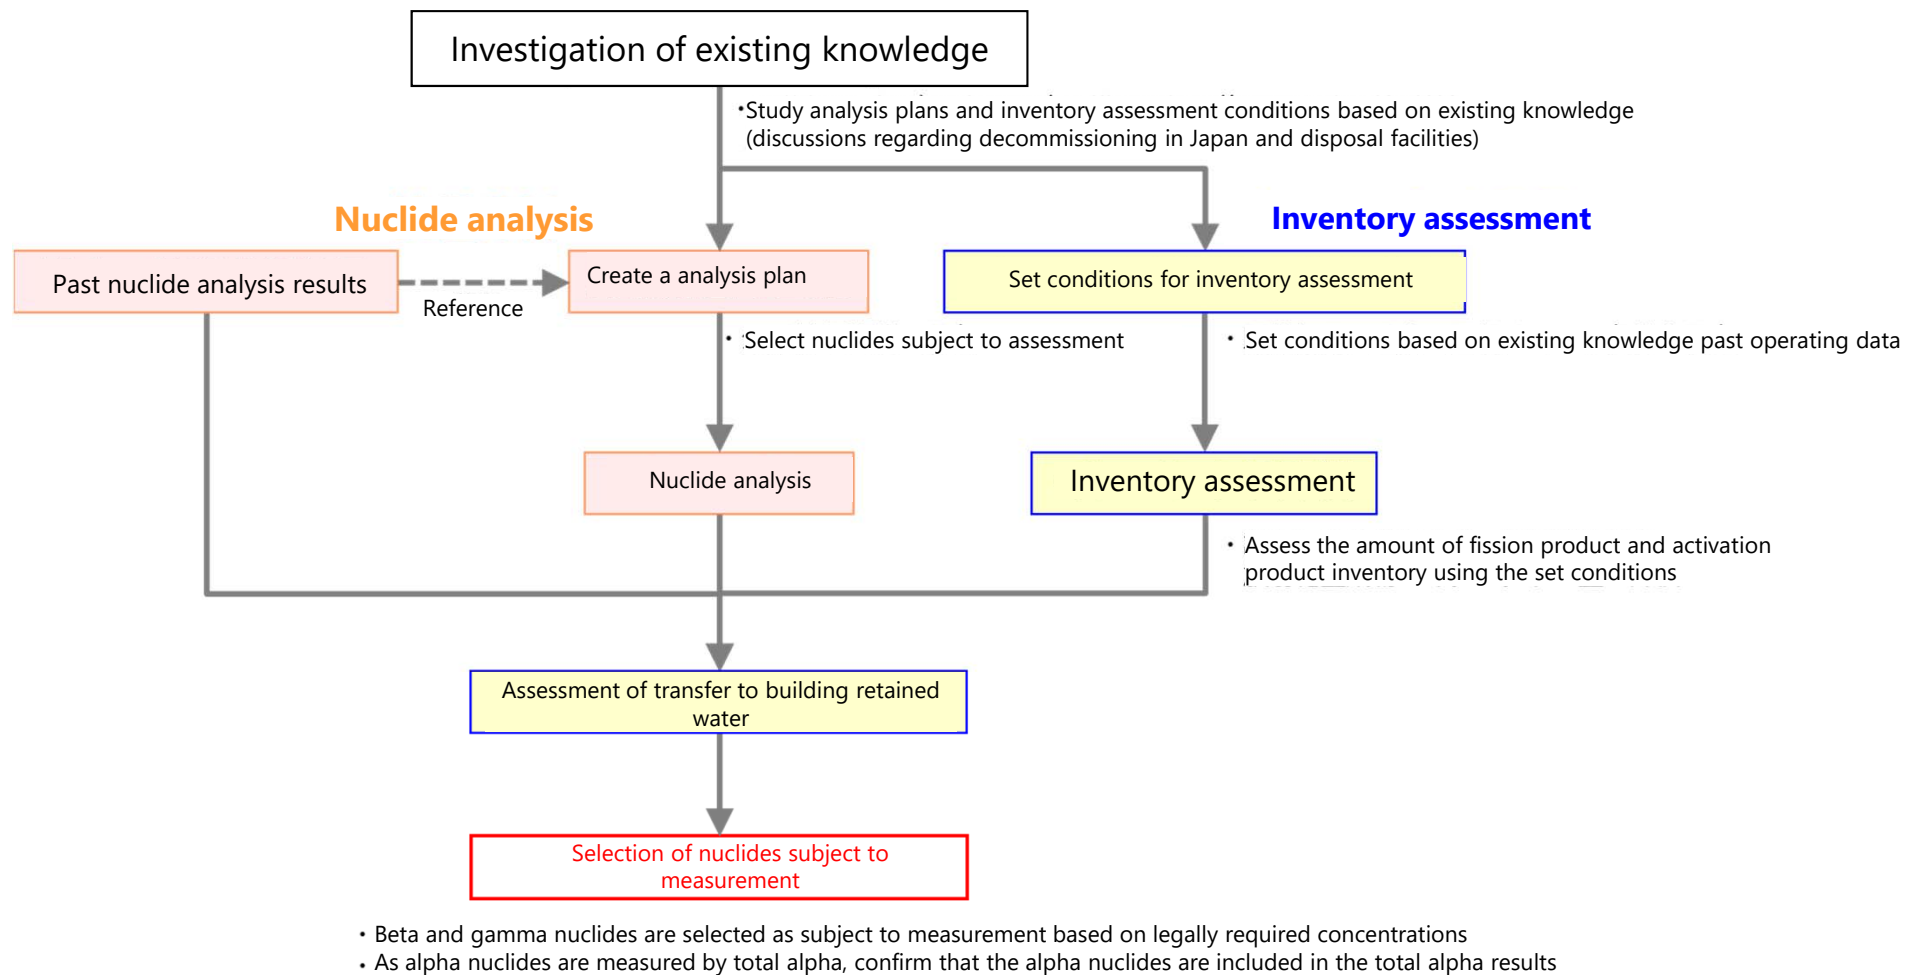 Investigation of existing knowledge
・Study analysis plans and inventory assessment conditions based on existing knowledge
(discussions regarding decommissioning in Japan and disposal facilities)
Nuclide analysis
Inventory assessment
Past nuclide analysis results
Reference
Create a analysis plan
Set conditions for inventory assessment
・Select nuclides subject to assessment
・Set conditions based on existing knowledge past operating data
Nuclide analysis
Inventory assessment
・Assess the amount of fission product and activation
product inventory using the set conditions
Assessment of transfer to building retained
water
Selection of nuclides subject to
measurement
・Beta and gamma nuclides are selected as subject to measurement based on legally required concentrations
・As alpha nuclides are measured by total alpha, confirm that the alpha nuclides are included in the total alpha results